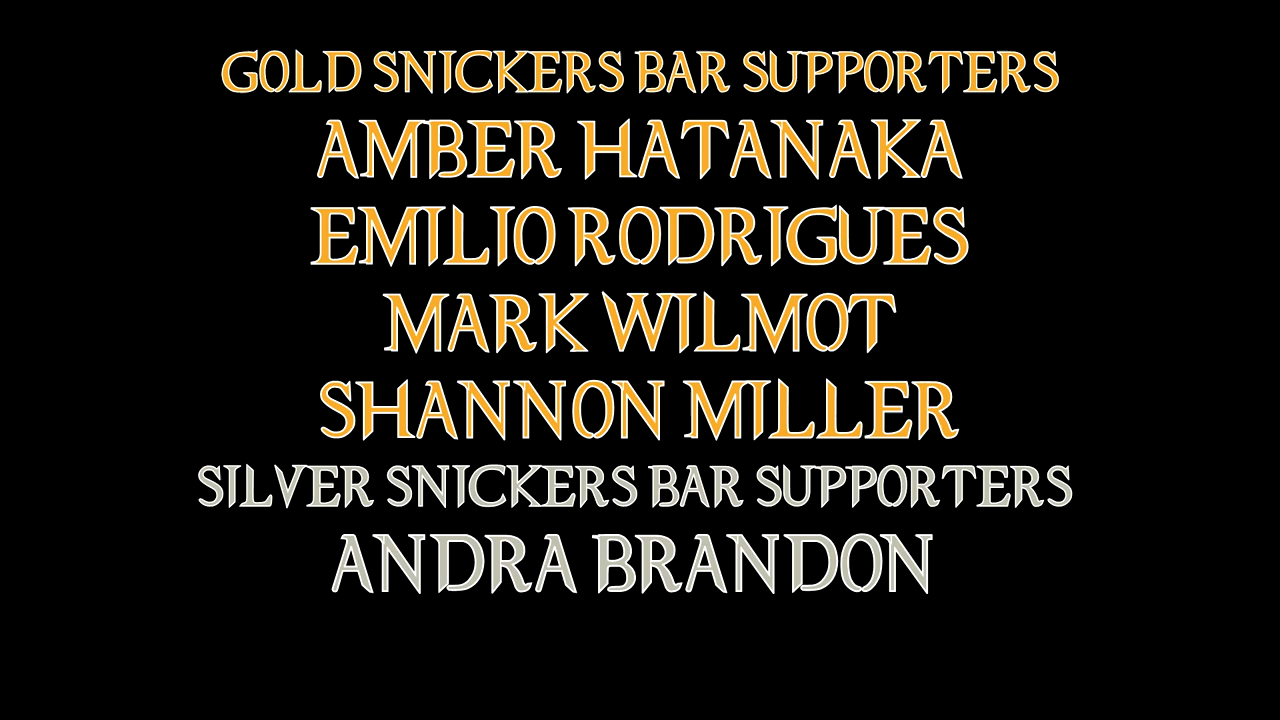 GOLD SNICKERS BAR SUPPORTERS
AMBER HATANAKA
EMILIO RODRIGUES
MARK WILMOT
SHANNON MILLER
SILVER SNICKERS BAR SUPPORTERS
ANDRA BRANDON